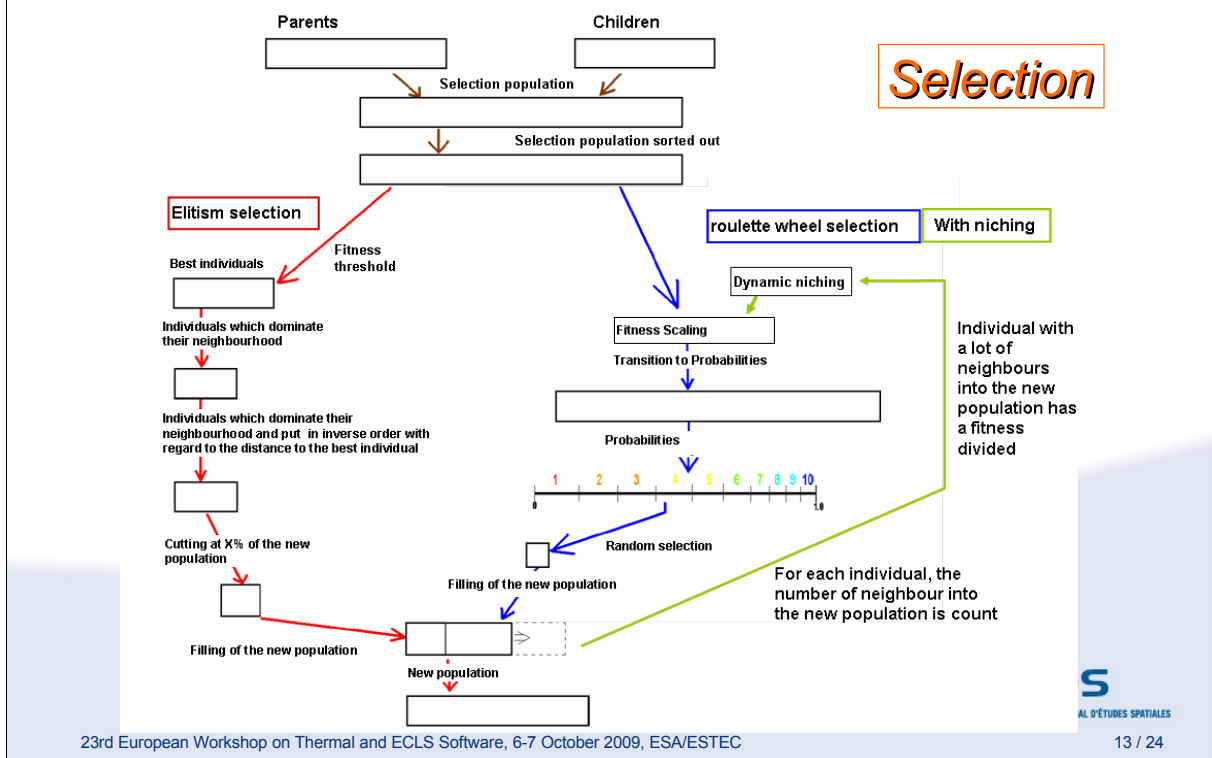 Parents
Children
Selection
Selection population
Selection population sorted out
Elitism selection
roulette wheel selection
With niching
Fitness
threshold
Best individuals
Dynamic niching
Individuals which dominate
their neighbourhood
Fitness Scaling
Transition to Probabilities
Individual with
a lot of
neighbours
into the new
population has
a fitness
divided
Individuals which dominate their
neighbourhood and put in inverse order with
regard to the distance to the best individual
Probabilities
1 2 3 4 5 6 7 8 9 10
0 1.0
Cutting at X% of the new
population
Random selection
Filling of the new population
For each individual, the
number of neighbour into
the new population is count
Filling of the new population
New population
AL D'ÉTUDES SPATIALES
23rd European Workshop on Thermal and ECLS Software, 6-7 October 2009, ESA/ESTEC
13 / 24